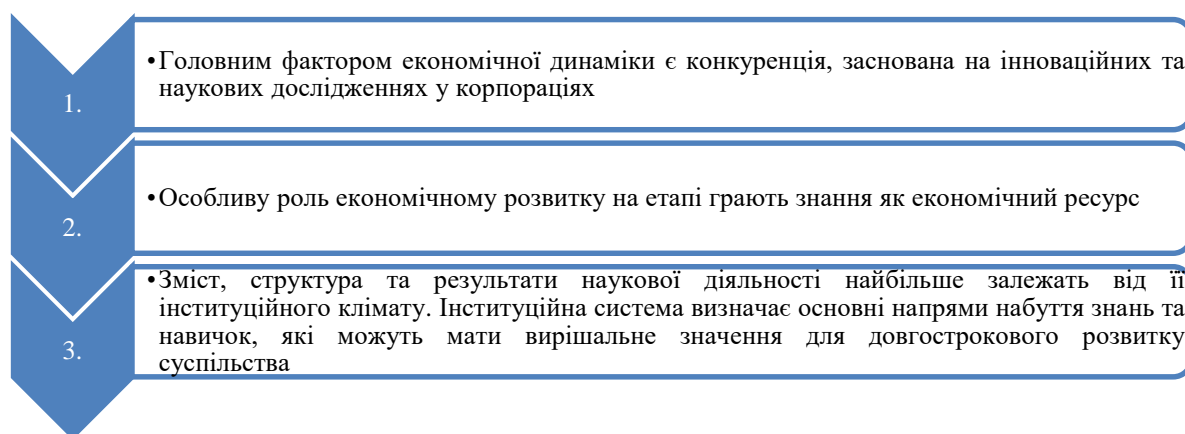 1.
•Головним фактором економічної динаміки є конкуренція, заснована на інноваційних та
наукових дослідженнях у корпораціях
2.
•Особливу роль економічному розвитку на етапі грають знання як економічний ресурс
3.
•Зміст, структура та результати наукової діяльності найбільше залежать від її
інституційного клімату. Інституційна система визначає основні напрями набуття знань та
навичок, які можуть мати вирішальне значення для довгострокового розвитку
суспільства